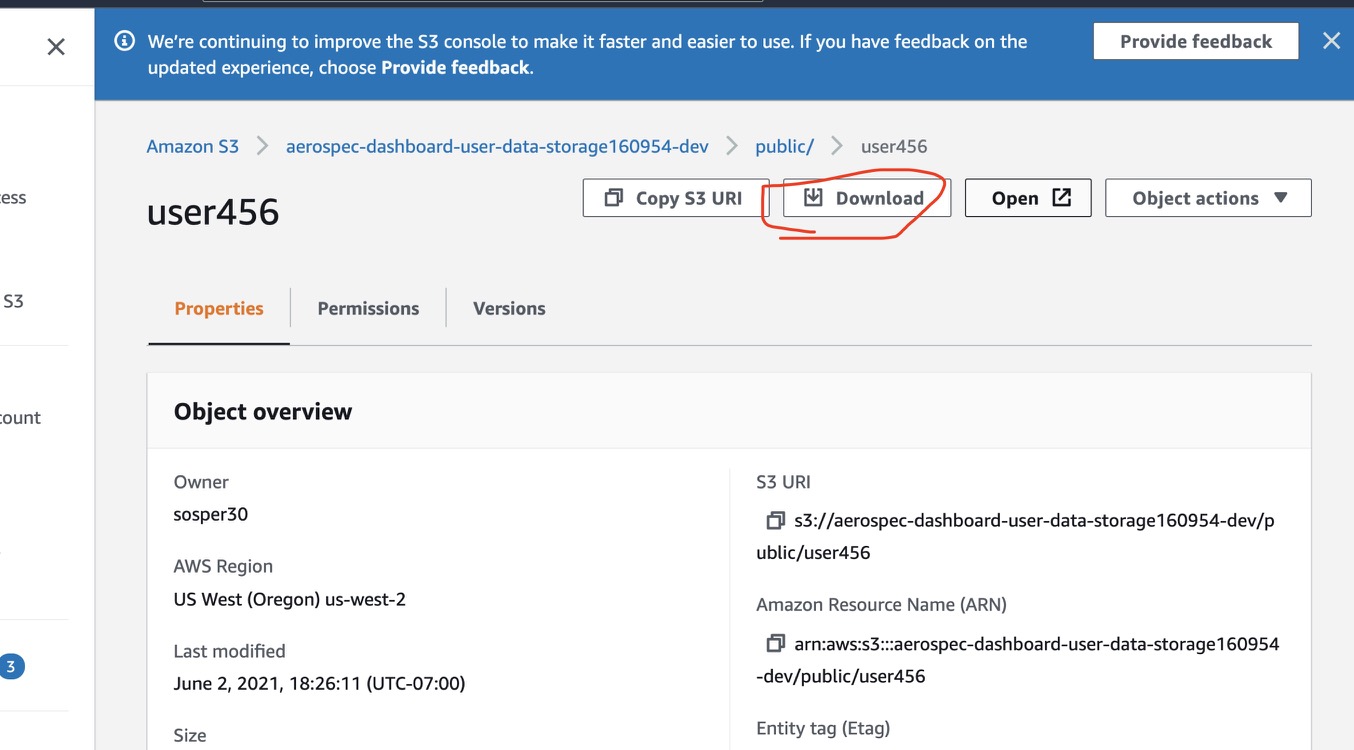 We're continuing to improve the S3 console to make it faster and easier to use. If you have feedback on the
updated experience, choose Provide feedback.
Provide feedback
Amazon S3 > aerospec-dashboard-user-data-storage160954-dev > public/ > user456
user456
Copy S3 URI
Download
Open
Object actions
ess
S3
Properties
Permissions
Versions
Object overview
count
Owner
sosper30
AWS Region
US West (Oregon) us-west-2
Last modified
June 2, 2021, 18:26:11 (UTC-07:00)
Size
S3 URI
s3://aerospec-dashboard-user-data-storage160954-dev/p
ublic/user456
Amazon Resource Name (ARN)
arn:aws:s3:::aerospec-dashboard-user-data-storage160954
-dev/public/user456
Entity tag (Etag)
3